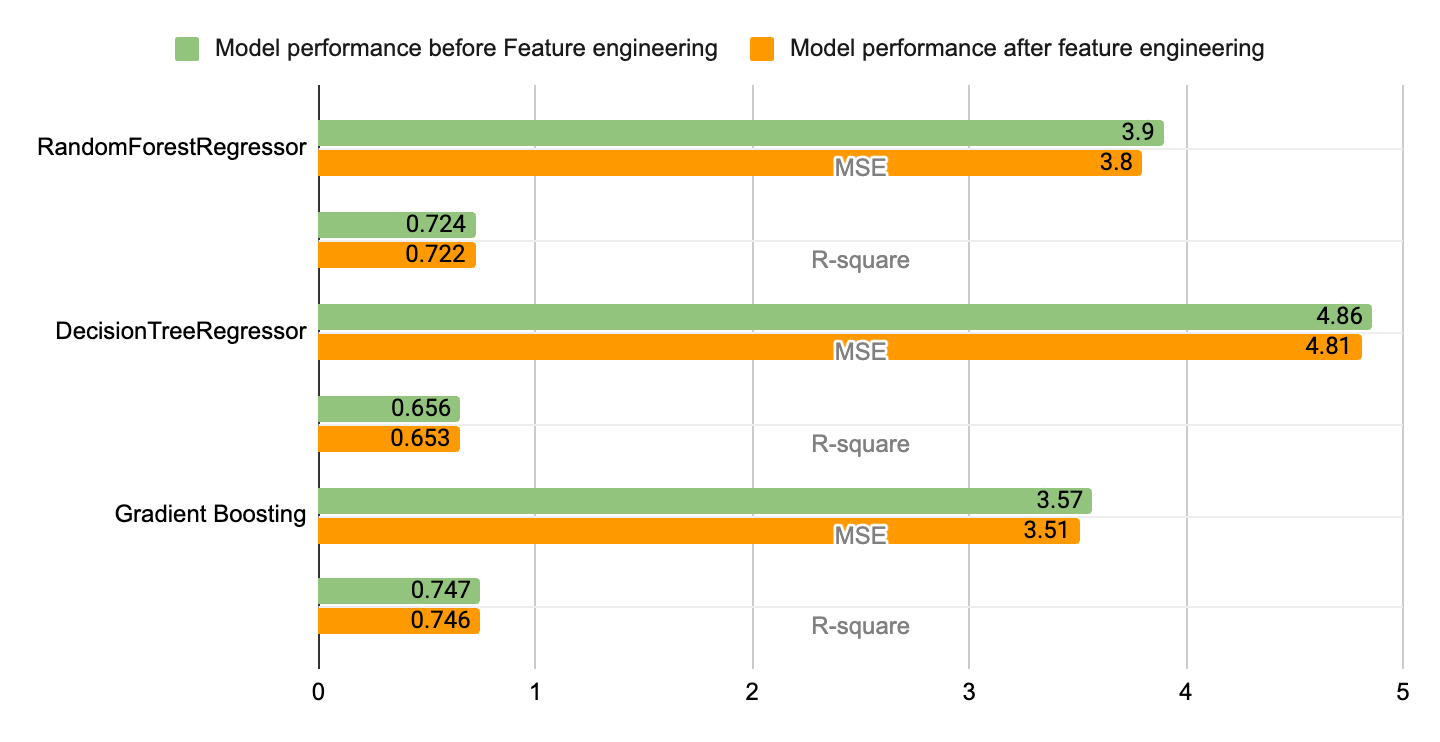 Model performance before Feature engineering
Model performance after feature engineering
RandomForestRegressor
3.9
3.8
MSE
0.724
0.722
R-square
DecisionTreeRegressor
4.86
4.81
MSE
0.656
0.653
R-square
Gradient Boosting
3.57
3.51
MSE
0.747
0.746
R-square
0 1 2 3 4 5